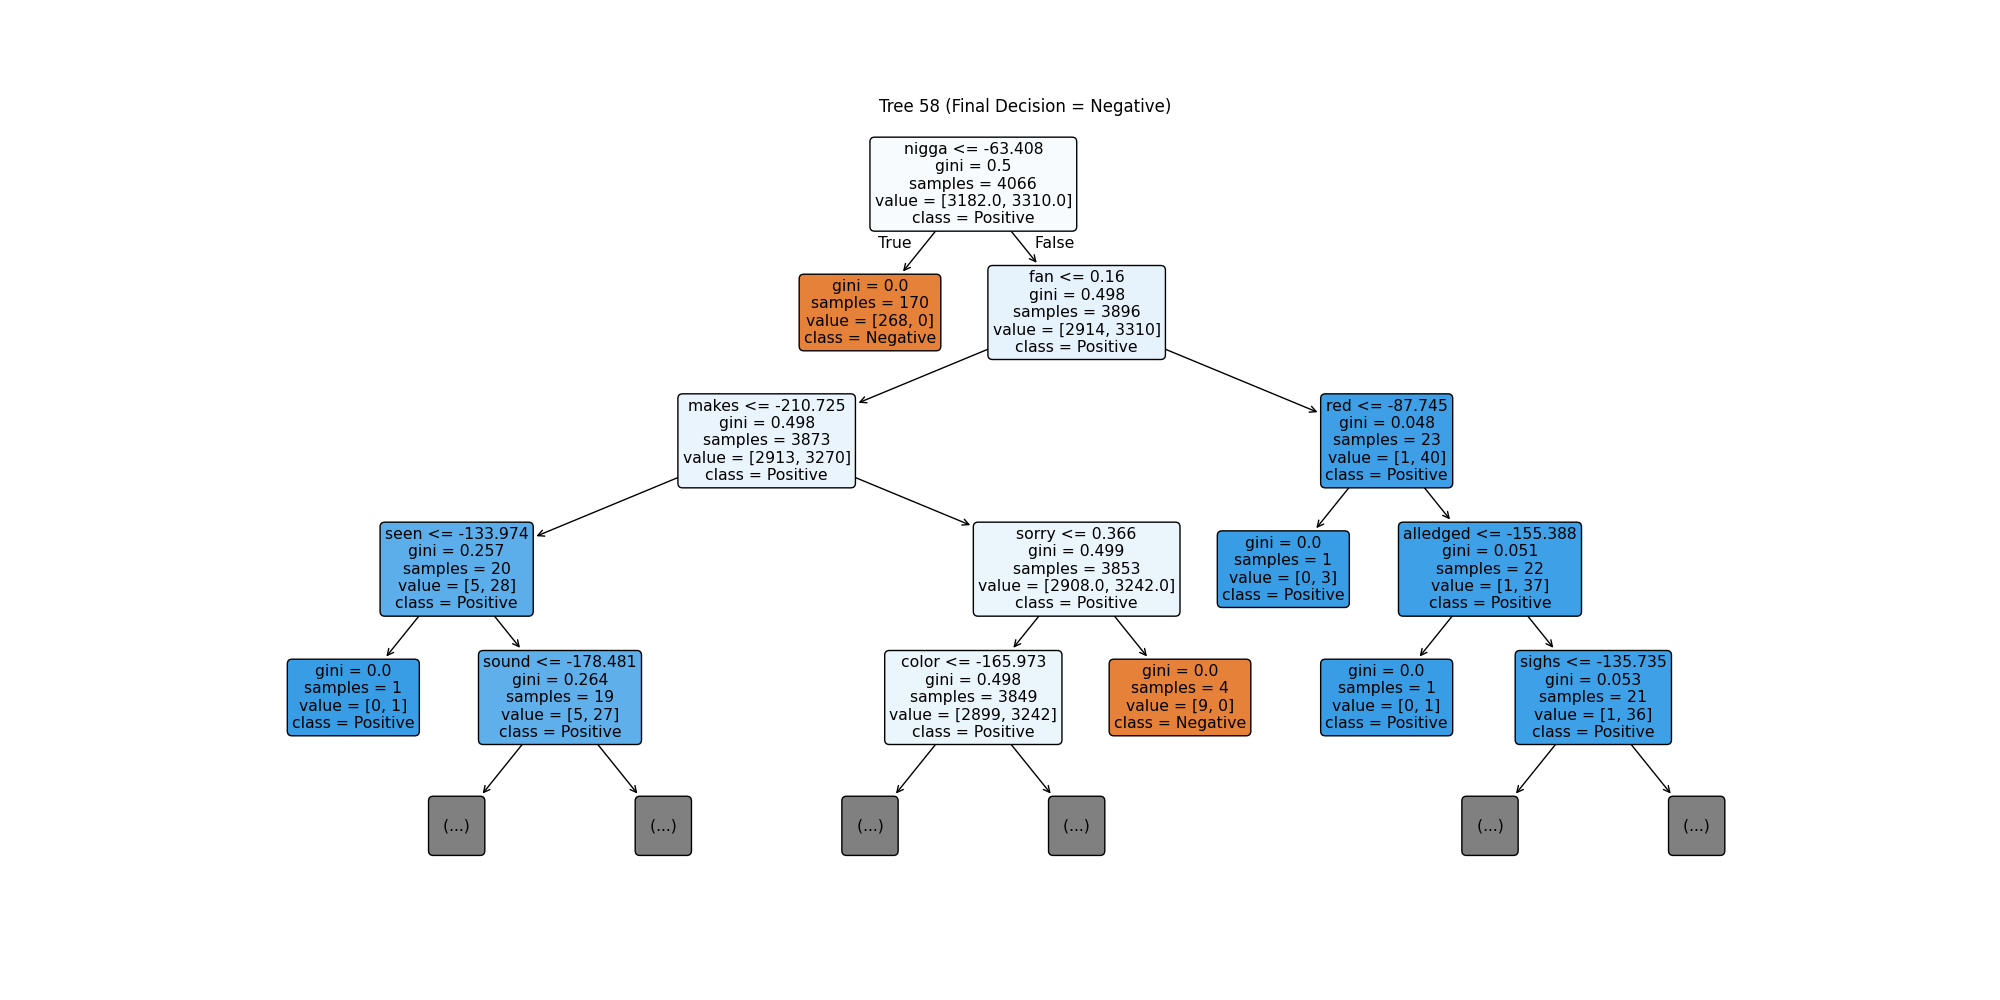 Tree 58 (Final Decision = Negative)
nigga <= -63.408
gini = 0.5
samples = 4066
value = [3182.0, 3310.0]
class = Positive
True
False
gini = 0.0
samples = 170
value = [268, 0]
class = Negative
fan <= 0.16
gini = 0.498
samples = 3896
value = [2914, 3310]
class = Positive
makes <= -210.725
gini = 0.498
samples = 3873
value = [2913, 3270]
class = Positive
red <= -87.745
gini = 0.048
samples = 23
value = [1, 40]
class = Positive
seen <= -133.974
gini = 0.257
samples = 20
value = [5, 28]
class = Positive
sorry <= 0.366
gini = 0.499
samples = 3853
value = [2908.0, 3242.0]
class = Positive
gini = 0.0
samples = 1
value = [0, 3]
class = Positive
alledged <= -155.388
gini = 0.051
samples = 22
value = [1, 37]
class = Positive
gini = 0.0
samples = 1
value = [0, 1]
class = Positive
sound <= -178.481
gini = 0.264
samples = 19
value = [5, 27]
class = Positive
color <= -165.973
gini = 0.498
samples = 3849
value = [2899, 3242]
class = Positive
gini = 0.0
samples = 4
value = [9, 0]
class = Negative
gini = 0.0
samples = 1
value = [0, 1]
class = Positive
sighs <= -135.735
gini = 0.053
samples = 21
value = [1, 36]
class = Positive
(...)
(...)
(...)
(...)
(...)
(...)